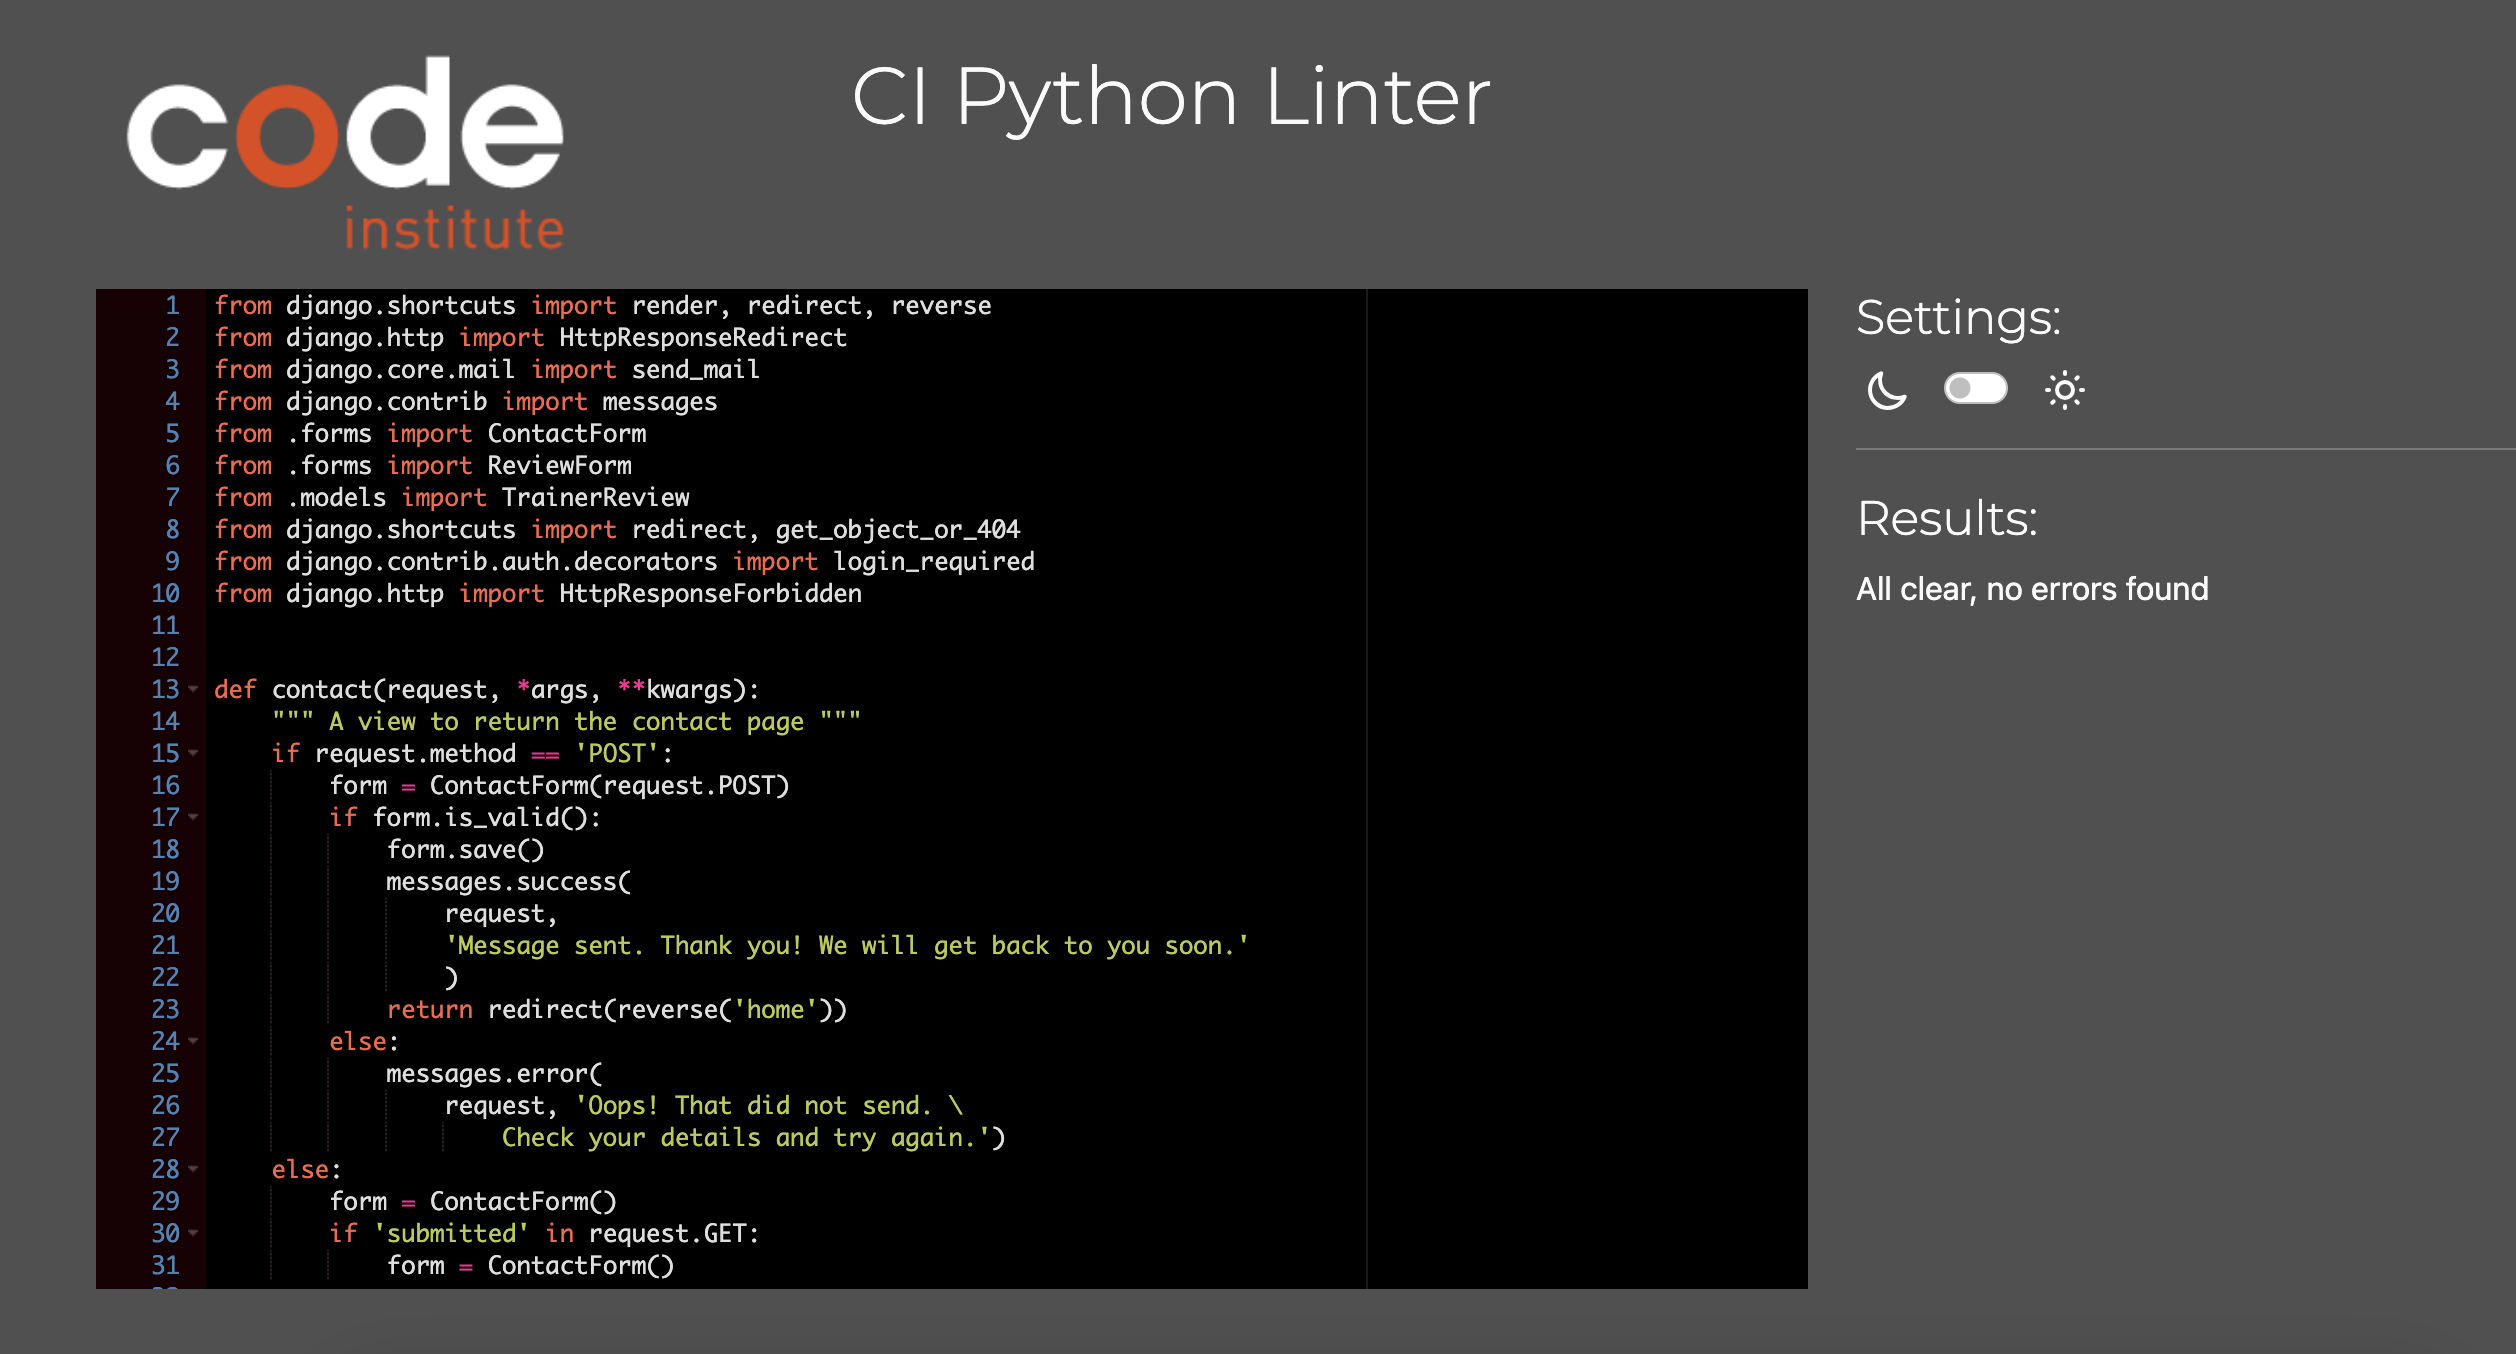 code
institute
CI Python Linter
1 from django.shortcuts import render, redirect, reverse
2 from django.http import HttpResponseRedirect
3 from django.core.mail import send_mail
4 from django.contrib import messages
5 from .forms import ContactForm
6 from .forms import ReviewForm
7 from .models import TrainerReview
8 from django.shortcuts import redirect, get_object_or_404
9 from django.contrib.auth.decorators import login_required
10 from django.http import HttpResponseForbidden
11
12
13 def contact(request, *args, **kwargs):
14     """ A view to return the contact page """
15     if request.method == 'POST':
16         form = ContactForm(request.POST)
17         if form.is_valid():
18             form.save()
19             messages.success(
20                 request,
21                 'Message sent. Thank you! We will get back to you soon.'
22                 )
23             return redirect(reverse('home'))
24         else:
25             messages.error(
26                 request, 'Oops! That did not send. \
27                     Check your details and try again.')
28     else:
29         form = ContactForm()
30         if 'submitted' in request.GET:
31             form = ContactForm()
Settings:
Results:
All clear, no errors found